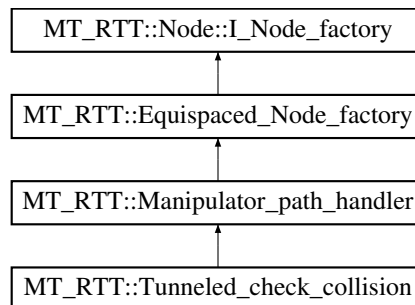 MT_RTT::Node::I_Node_factory
MT_RTT::Equispaced_Node_factory
MT_RTT::Manipulator_path_handler
MT_RTT::Tunneled_check_collision